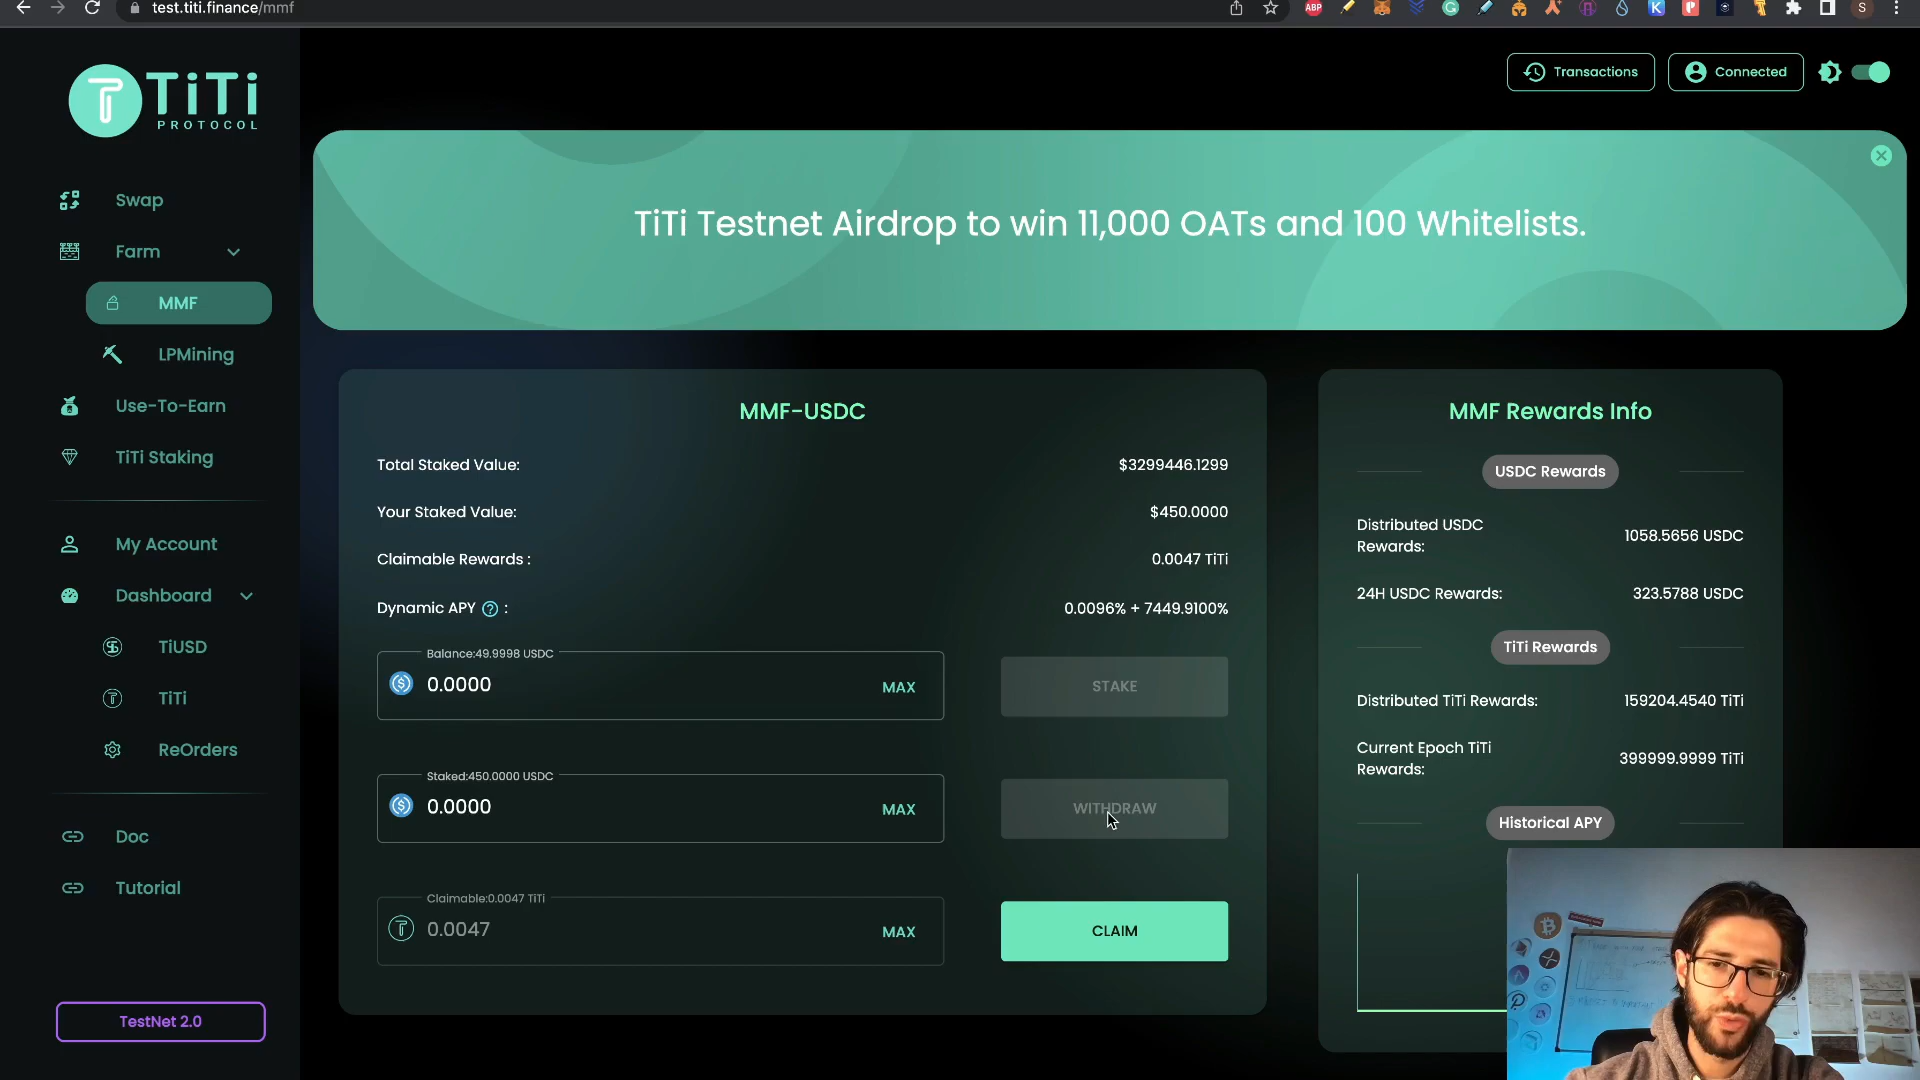 test.titi.finance/mmf
ABP
S
TiTi
PROTOCOL
Transactions
Connected
Swap
Farm
MMF
LPMining
Use-To-Earn
TiTi Staking
My Account
Dashboard
TiUSD
TiTi
ReOrders
Doc
Tutorial
TestNet 2.0
TiTi Testnet Airdrop to win 11,000 OATs and 100 Whitelists.
MMF-USDC
Total Staked Value: $3299446.1299
Your Staked Value: $450.0000
Claimable Rewards : 0.0047 TiTi
Dynamic APY ? : 0.0096% + 7449.9100%
Balance:49.9998 USDC
0.0000 MAX STAKE
Staked:450.0000 USDC
0.0000 MAX WITHDRAW
Claimable:0.0047 TiTi
0.0047 MAX CLAIM
MMF Rewards Info
USDC Rewards
Distributed USDC
Rewards: 1058.5656 USDC
24H USDC Rewards: 323.5788 USDC
TiTi Rewards
Distributed TiTi Rewards: 159204.4540 TiTi
Current Epoch TiTi
Rewards: 399999.9999 TiTi
Historical APY